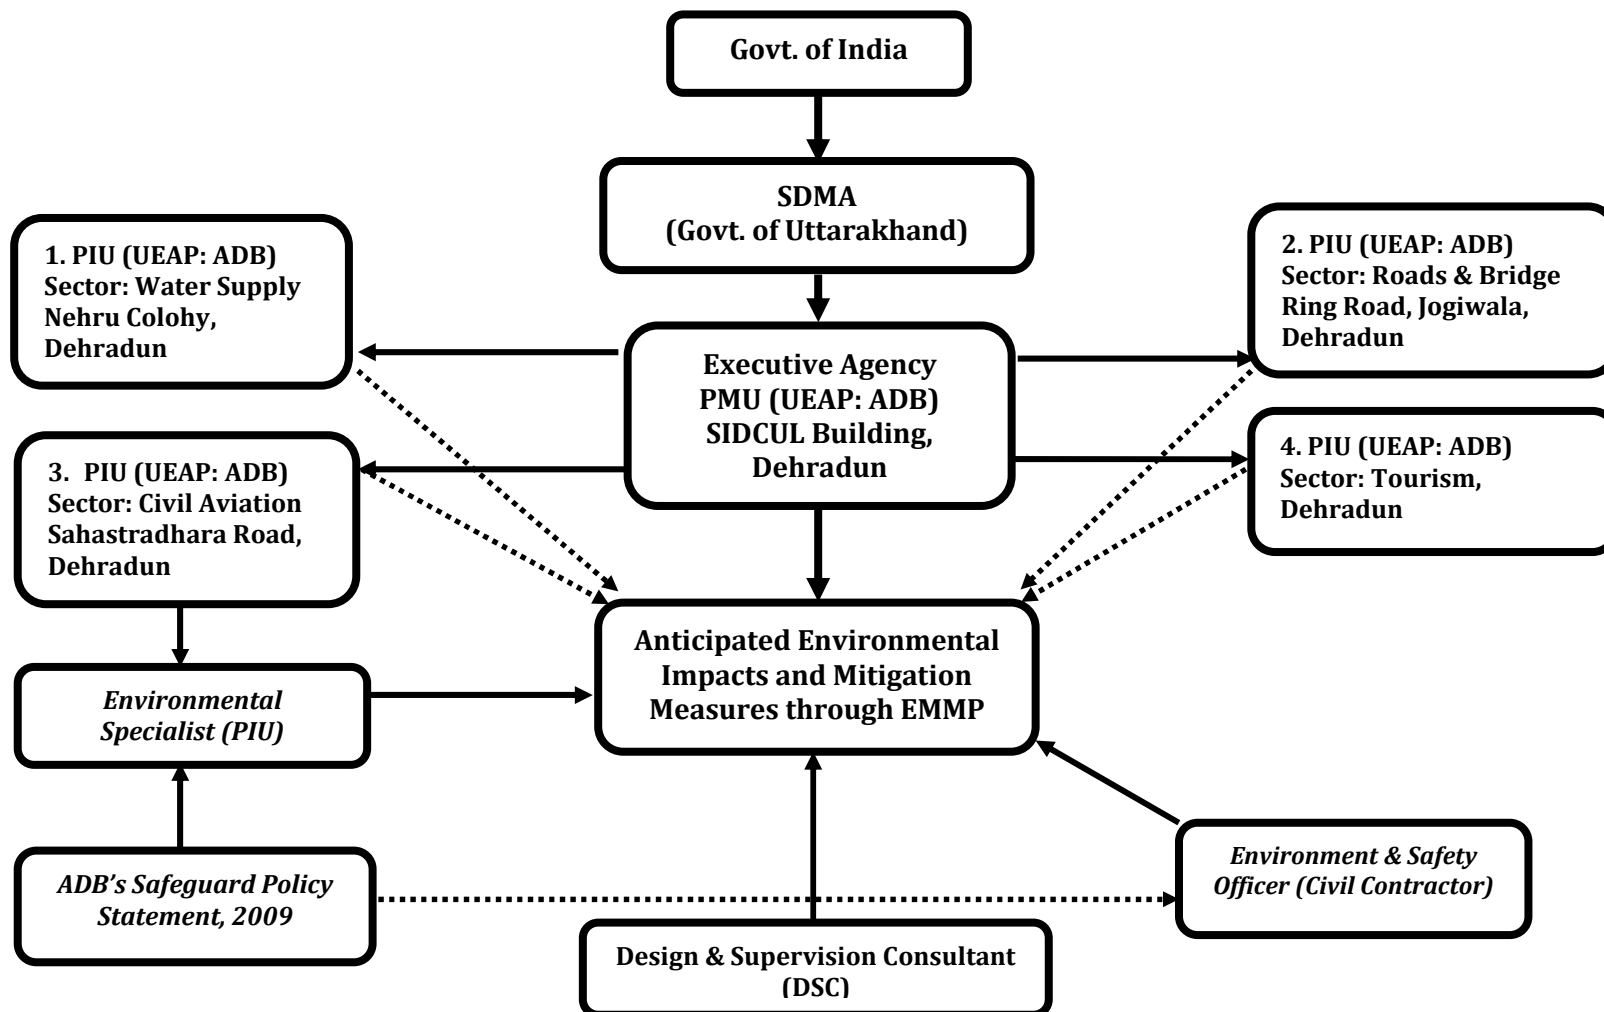 Govt. of India
SDMA
(Govt. of Uttarakhand)
1. PIU (UEAP: ADB)
Sector: Water Supply
Nehru Colohy,
Dehradun
2. PIU (UEAP: ADB)
Sector: Roads & Bridge
Ring Road, Jogiwala,
Dehradun
Executive Agency
PMU (UEAP: ADB)
SIDCUL Building,
Dehradun
3. PIU (UEAP: ADB)
Sector: Civil Aviation
Sahastradhara Road,
Dehradun
4. PIU (UEAP: ADB)
Sector: Tourism,
Dehradun
Anticipated Environmental
Impacts and Mitigation
Measures through EMMP
Environmental
Specialist (PIU)
ADB’s Safeguard Policy
Statement, 2009
Environment & Safety
Officer (Civil Contractor)
Design & Supervision Consultant
(DSC)